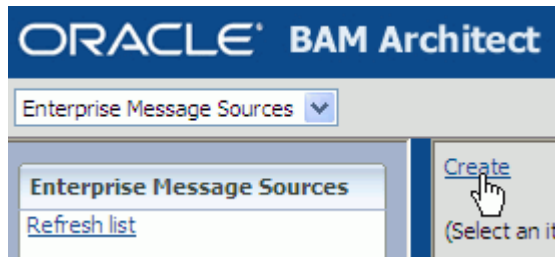 ORACLE BAM Architect
Enterprise Message Sources
Enterprise Message Sources
Refresh list
Create
(Select an it